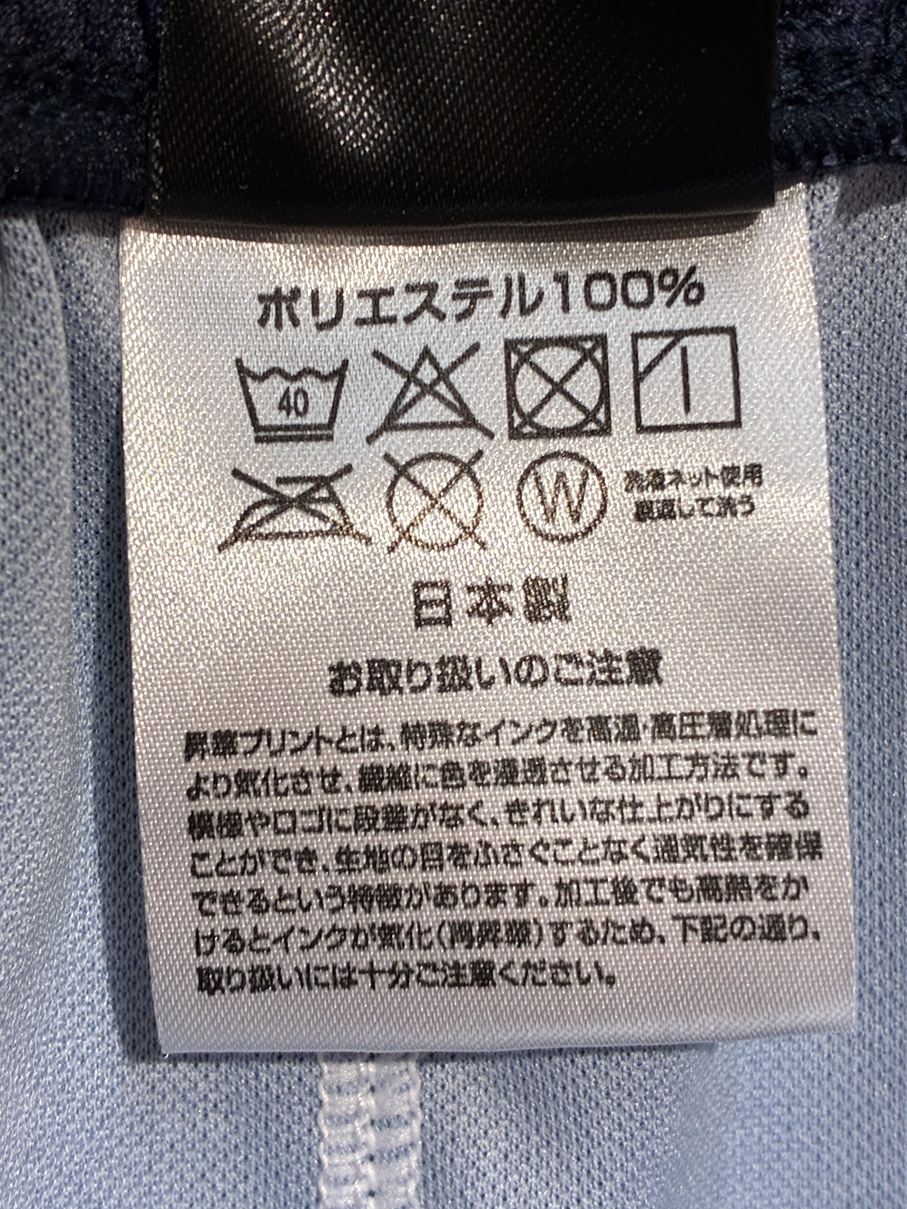 ポリエステル100%
40
W
洗濯ネット使用
裏返して洗う
日本製
お取り扱いのご注意
昇華プリントとは、特殊なインクを高温・高圧層処理に
より気化させ、繊維に色を浸透させる加工方法です。
模様やロゴに段差がなく、きれいな仕上がりにする
ことができ、生地の目をふさぐことなく通気性を確保
できるという特徴があります。加工後でも高熱をか
けるとインクが気化(再昇華)するため、下記の通り、
取り扱いには十分ご注意ください。